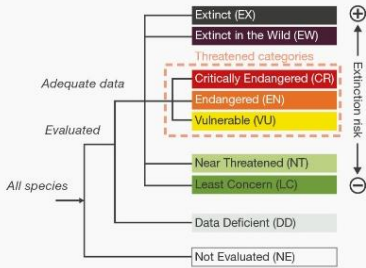 Extinct (EX)
Extinct in the Wild (EW)
Threatened categories
Adequate data
Critically Endangered (CR)
Endangered (EN)
Evaluated
Vulnerable (VU)
Extinction risk
Near Threatened (NT)
All species
Least Concern (LC)
Data Deficient (DD)
Not Evaluated (NE)